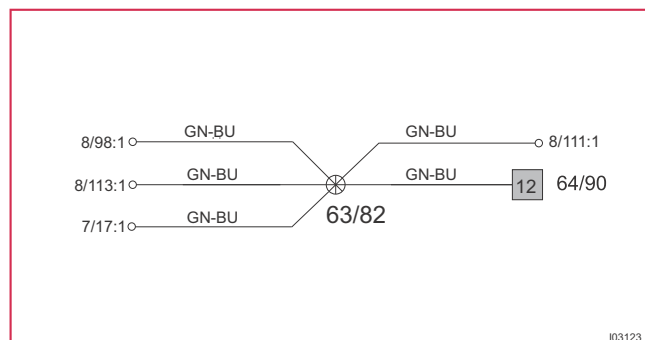 8/98:1 GN-BU GN-BU 8/111:1
8/113:1 GN-BU GN-BU 12 64/90
7/17:1 GN-BU 63/82
I03123